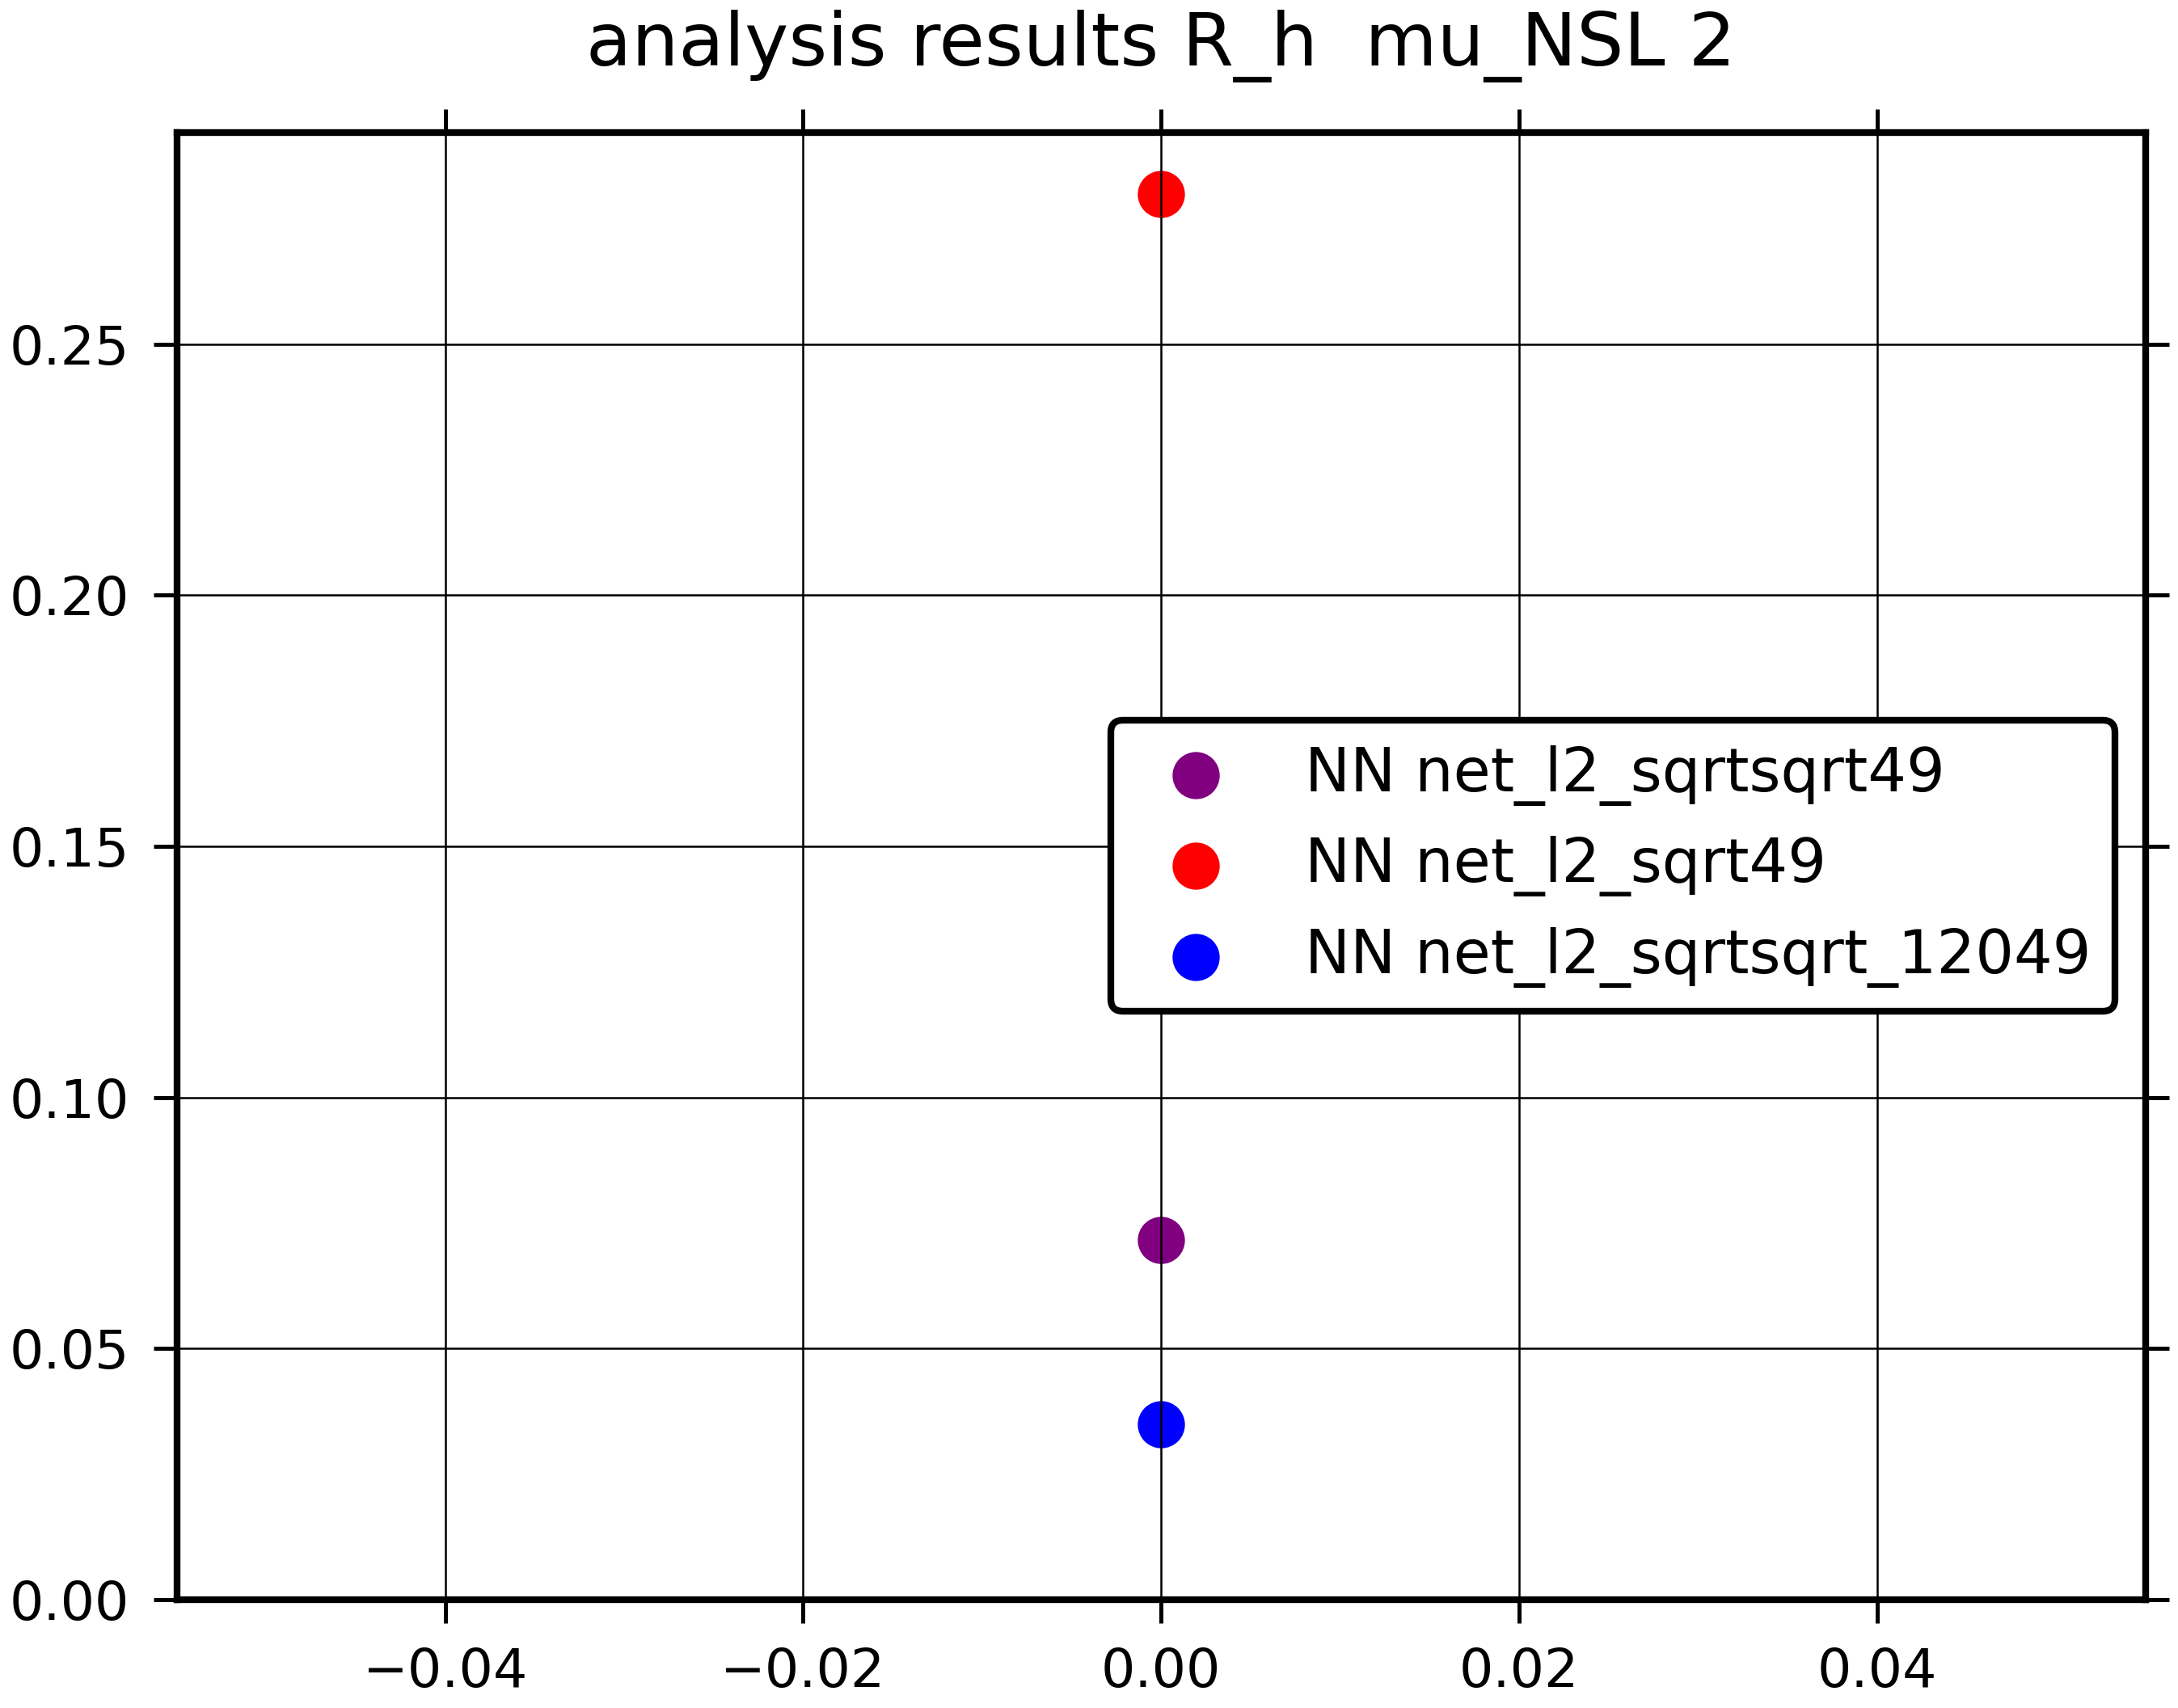 analysis results R_h  mu_NSL 2
0.25
0.20
0.15
0.10
0.05
0.00
NN net_l2_sqrtsqrt49
NN net_l2_sqrt49
NN net_l2_sqrtsqrt_12049
−0.04 −0.02 0.00 0.02 0.04